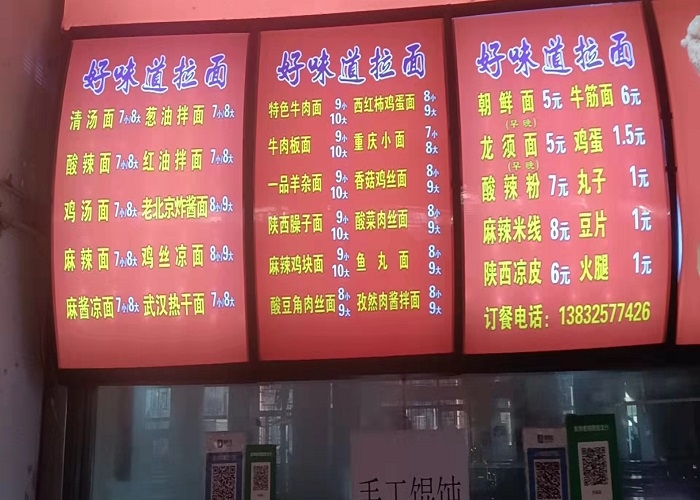 好味道拉面
清汤面 7小8大 葱油拌面 7小8大
酸辣面 7小8大 红油拌面 7小8大
鸡汤面 7小8大 老北京炸酱面 8小9大
麻辣面 7小8大 鸡丝凉面 8小9大
麻酱凉面 7小8大 武汉热干面 7小8大
好味道拉面
特色牛肉面 9小10大 西红柿鸡蛋面 8小9大
牛肉板面 9小10大 重庆小面 7小8大
一品羊杂面 9小10大 香菇鸡丝面 8小9大
陕西臊子面 9小10大 酸菜肉丝面 8小9大
麻辣鸡块面 9小10大 鱼丸面 8小9大
酸豆角肉丝面 8小9大 孜然肉酱拌面 8小9大
好味道拉面
朝鲜面 5元 牛筋面 6元
(早晚)
龙须面 5元 鸡蛋 1.5元
(早晚)
酸辣粉 7元 丸子 1元
麻辣米线 8元 豆片 1元
陕西凉皮 6元 火腿 1元
订餐电话：13832577426
手工馄饨